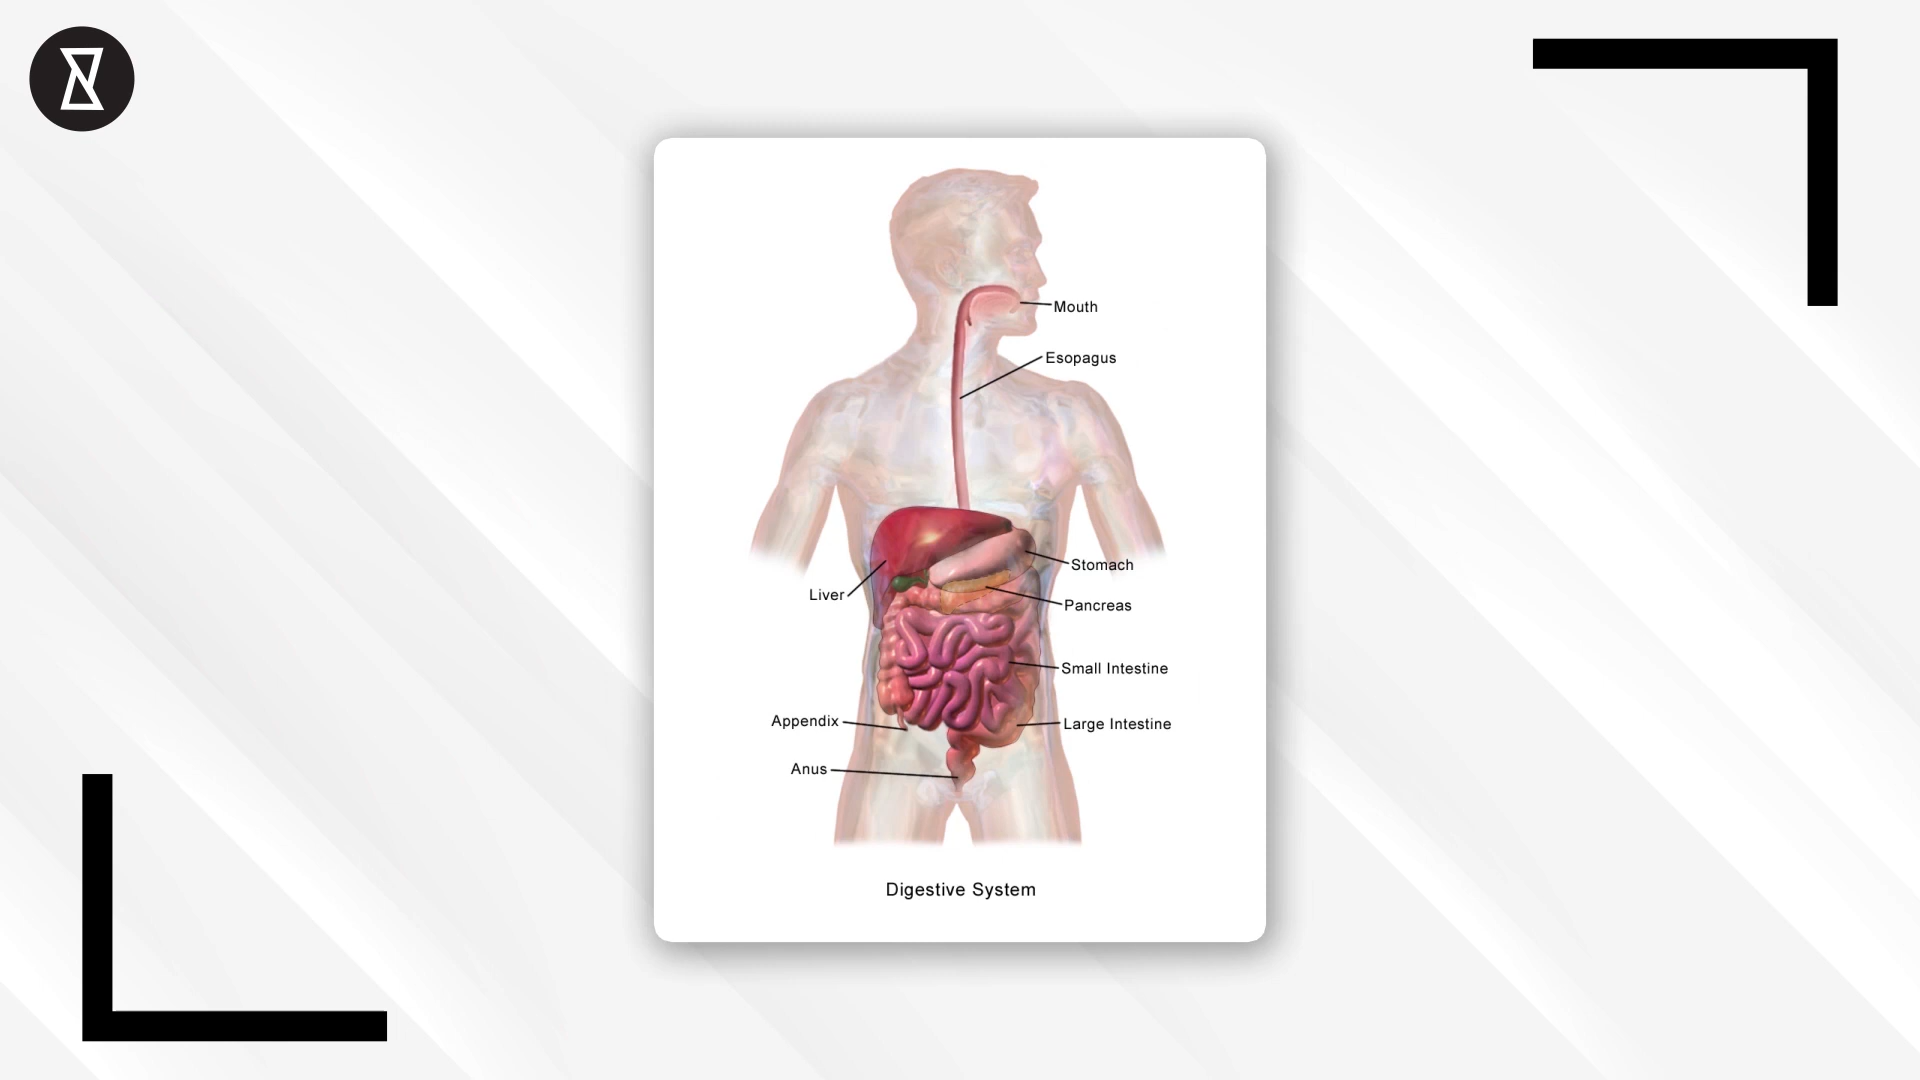 Mouth
Esopagus
Stomach
Liver
Pancreas
Small Intestine
Appendix
Large Intestine
Anus
Digestive System